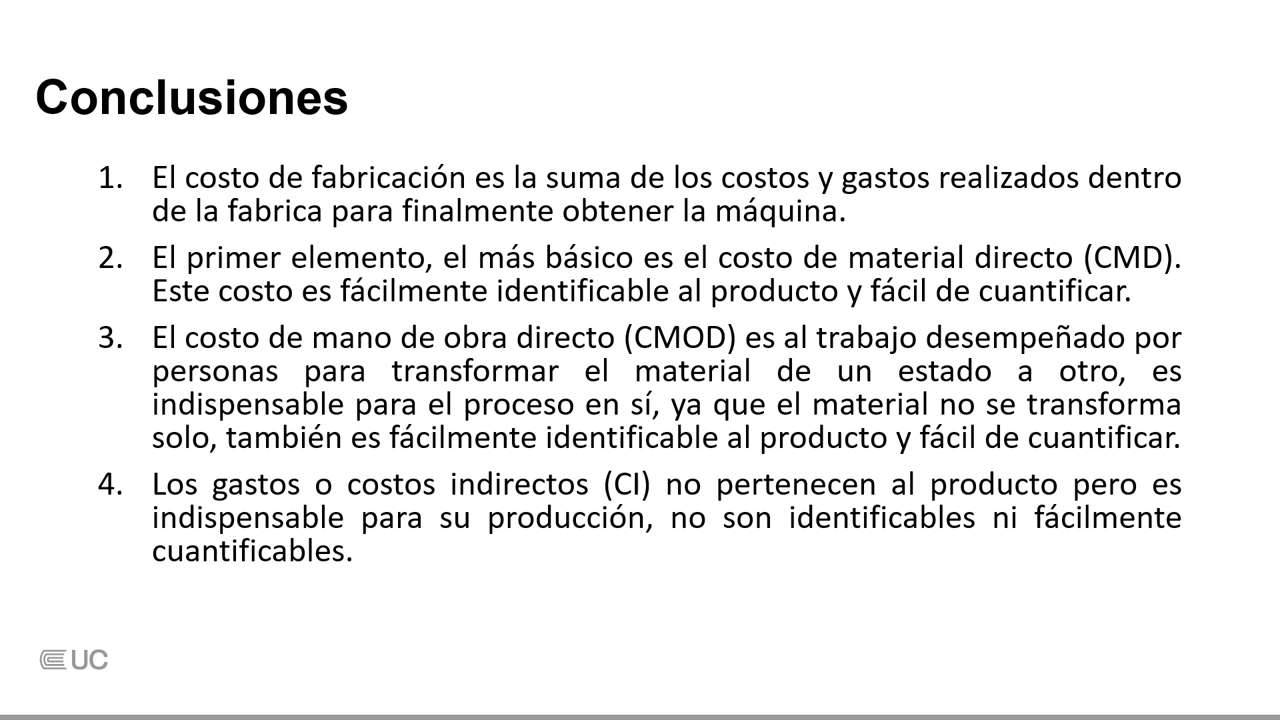 Conclusiones
1. El costo de fabricación es la suma de los costos y gastos realizados dentro
de la fabrica para finalmente obtener la máquina.
2. El primer elemento, el más básico es el costo de material directo (CMD).
Este costo es fácilmente identificable al producto y fácil de cuantificar.
3. El costo de mano de obra directo (CMOD) es al trabajo desempeñado por
personas para transformar el material de un estado a otro, es
indispensable para el proceso en sí, ya que el material no se transforma
solo, también es fácilmente identificable al producto y fácil de cuantificar.
4. Los gastos o costos indirectos (CI) no pertenecen al producto pero es
indispensable para su producción, no son identificables ni fácilmente
cuantificables.
UC